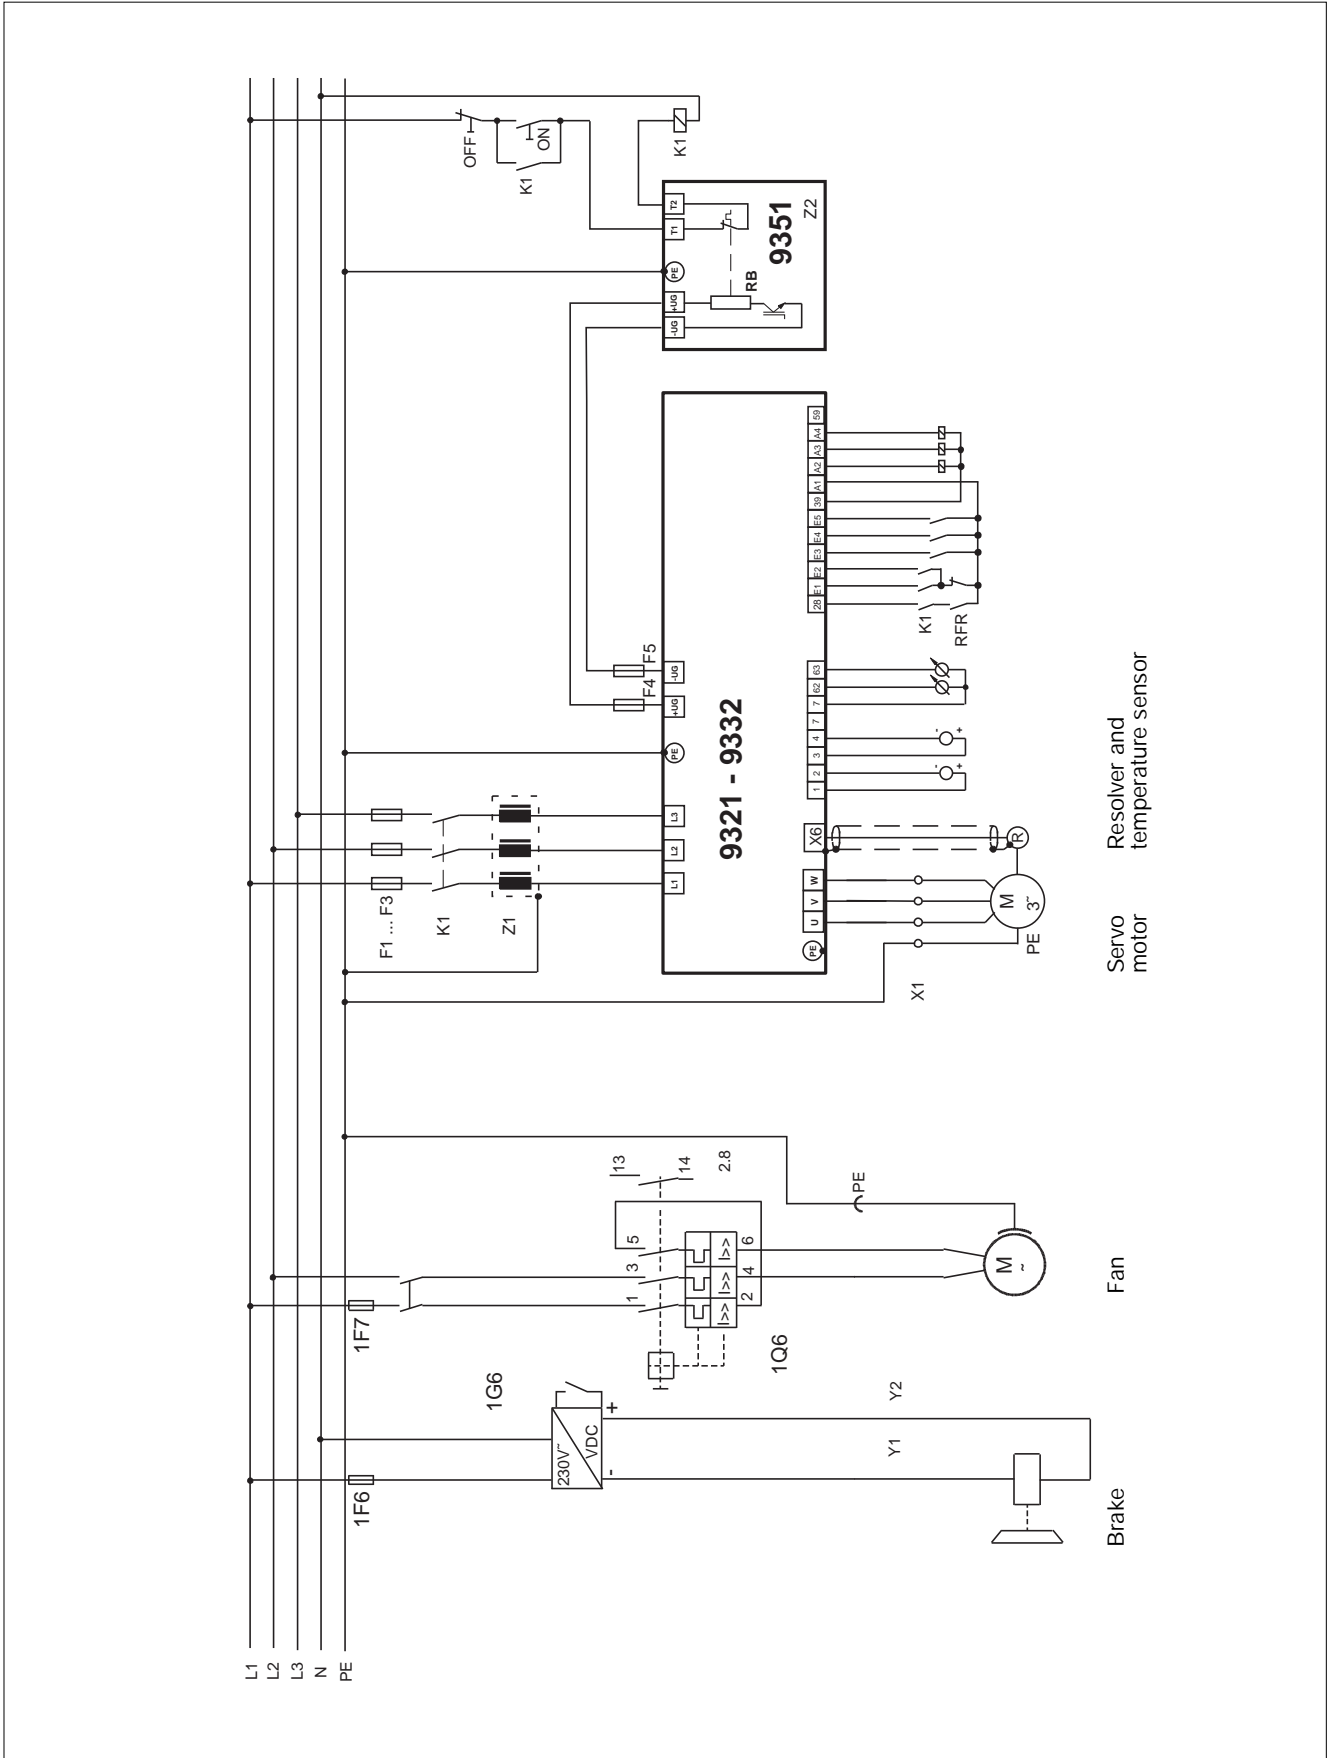 L1
L2
L3
N
PE
1F6
1F7
F1 ... F3
K1
Z1
OFF
K1
ON
1G6
230V~
VDC
-
+
1
3
5
13
14
2.8
I>>
I>>
I>>
2
4
6
1Q6
F4
F5
L1
L2
L3
PE
+UG
-UG
9321 - 9332
-UG
+UG
PE
T1
T2
K1
RB
9351
Z2
PE
U
V
W
X6
1
2
3
4
7
7
62
63
28
E1
E2
E3
E4
E5
39
A1
A2
A3
A4
59
Y1
Y2
PE
X1
-
+
-
+
K1
RFR
M
~
M
3~
R
PE
Brake
Fan
Servo
motor
Resolver and
temperature sensor